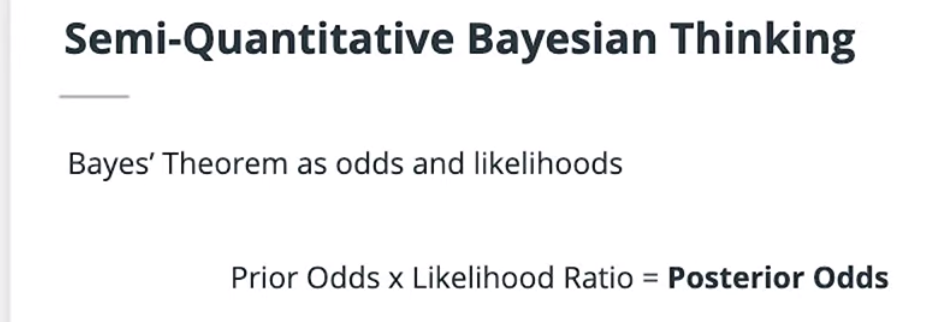 Semi-Quantitative Bayesian Thinking
Bayes’ Theorem as odds and likelihoods
Prior Odds x Likelihood Ratio = Posterior Odds